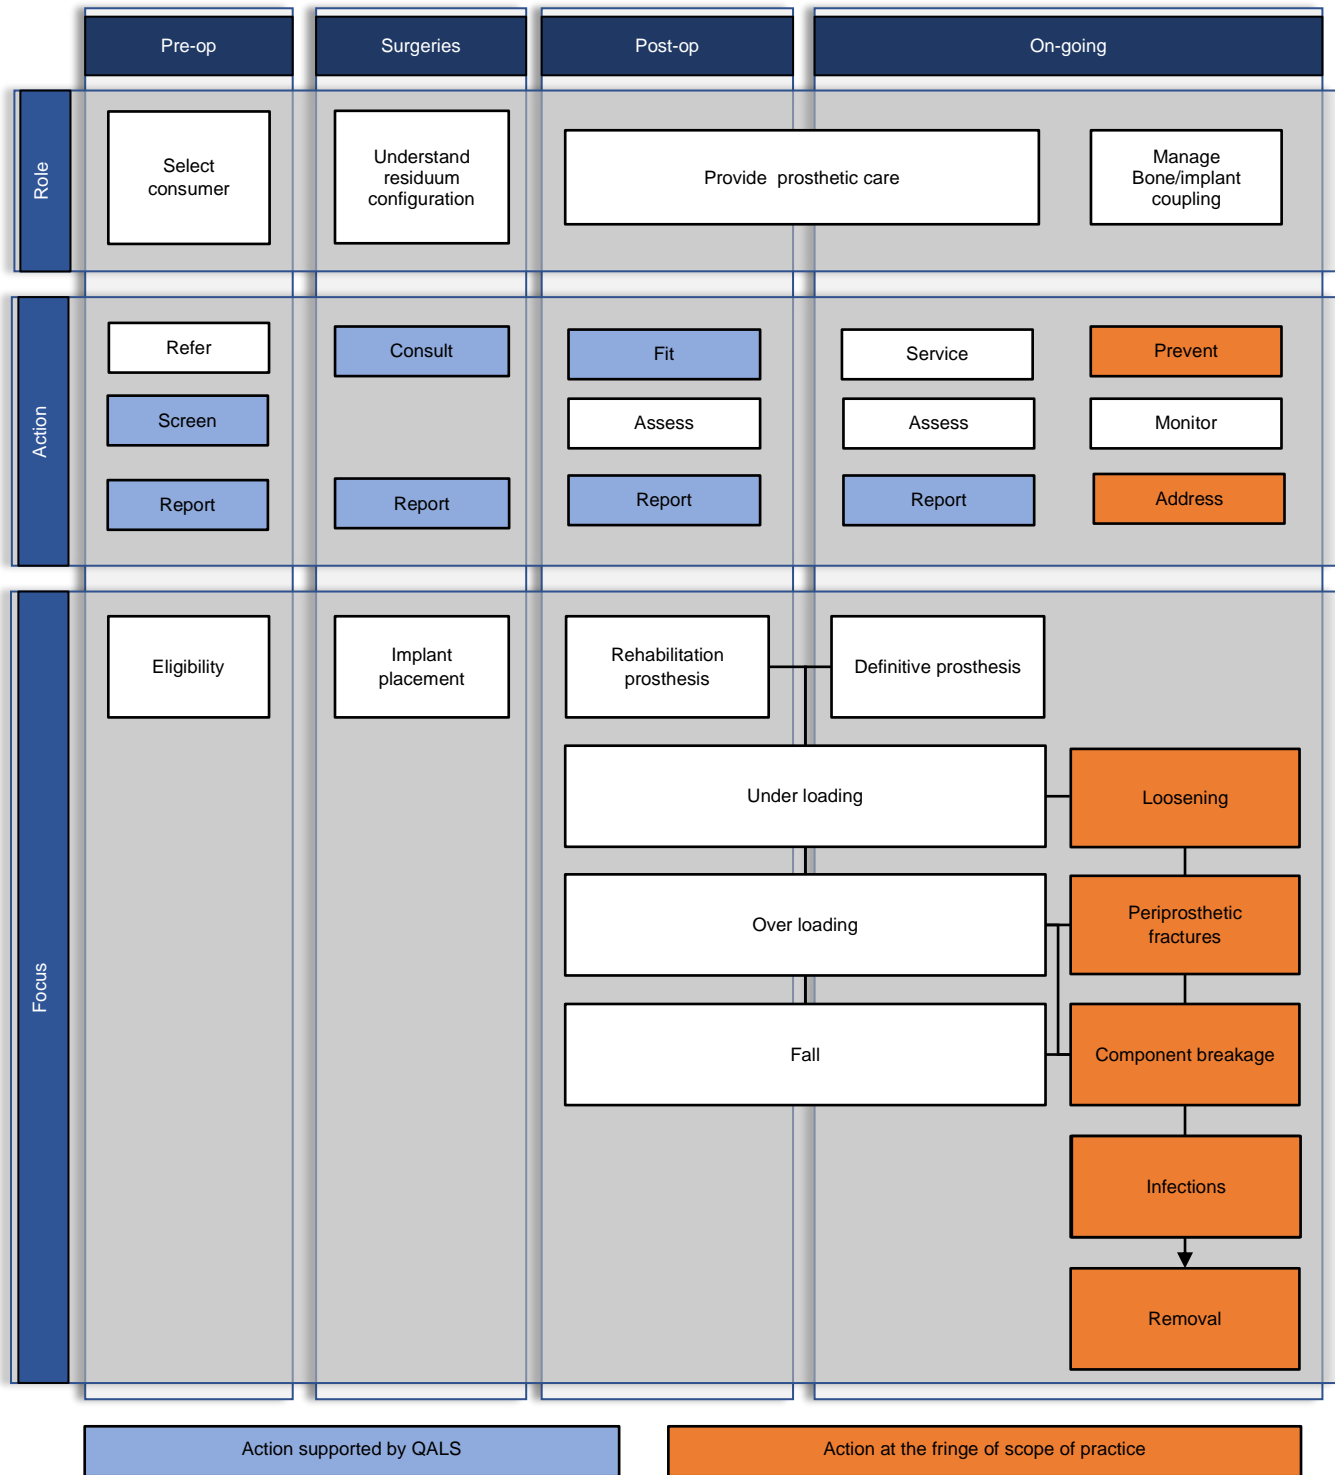 Pre-op
Surgeries
Post-op
On-going
Role
Select
consumer
Understand
residuum
configuration
Provide prosthetic care
Manage
Bone/implant
coupling
Action
Refer
Consult
Fit
Service
Prevent
Screen
Assess
Assess
Monitor
Report
Report
Report
Report
Address
Focus
Eligibility
Implant
placement
Rehabilitation
prosthesis
Definitive prosthesis
Under loading
Loosening
Over loading
Periprosthetic
fractures
Fall
Component breakage
Infections
Removal
Action supported by QALS
Action at the fringe of scope of practice